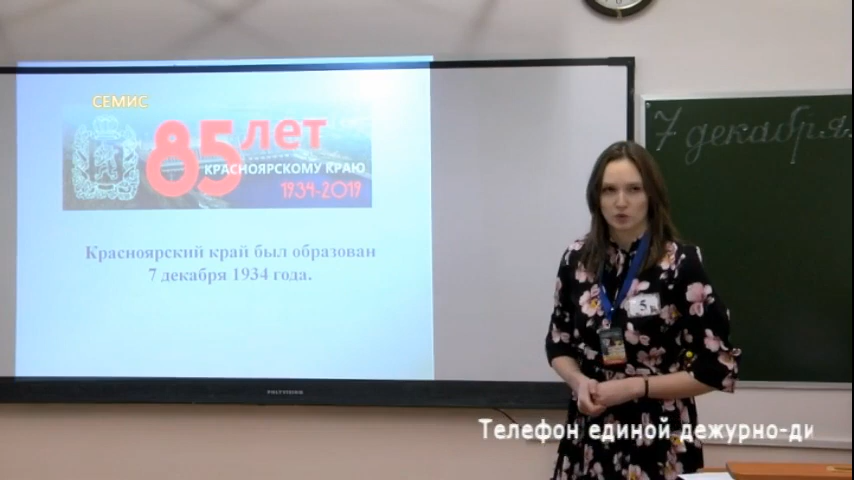 СЕМИС
85 лет
КРАСНОЯРСКОМУ КРАЮ
1934-2019
Красноярский край был образован
7 декабря 1934 года.
POLYVISION
7 декабря
5
Телефон единой дежурно-ди